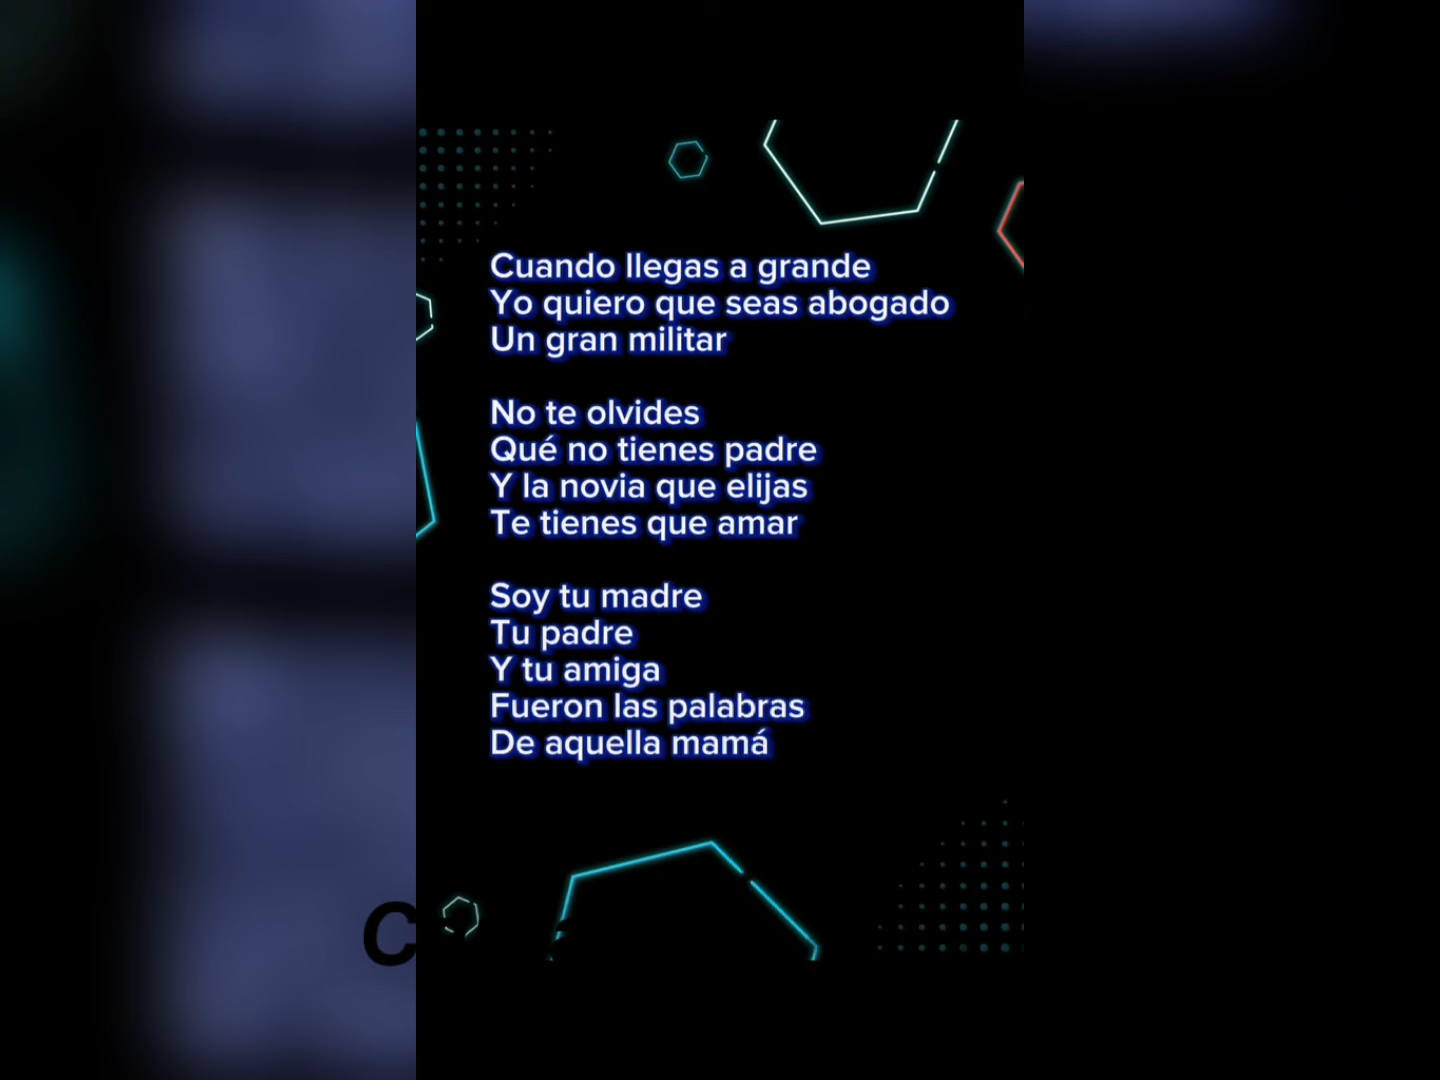 Cuando llegas a grande
Yo quiero que seas abogado
Un gran militar
No te olvides
Qué no tienes padre
Y la novia que elijas
Te tienes que amar
Soy tu madre
Tu padre
Y tu amiga
Fueron las palabras
De aquella mamá
C